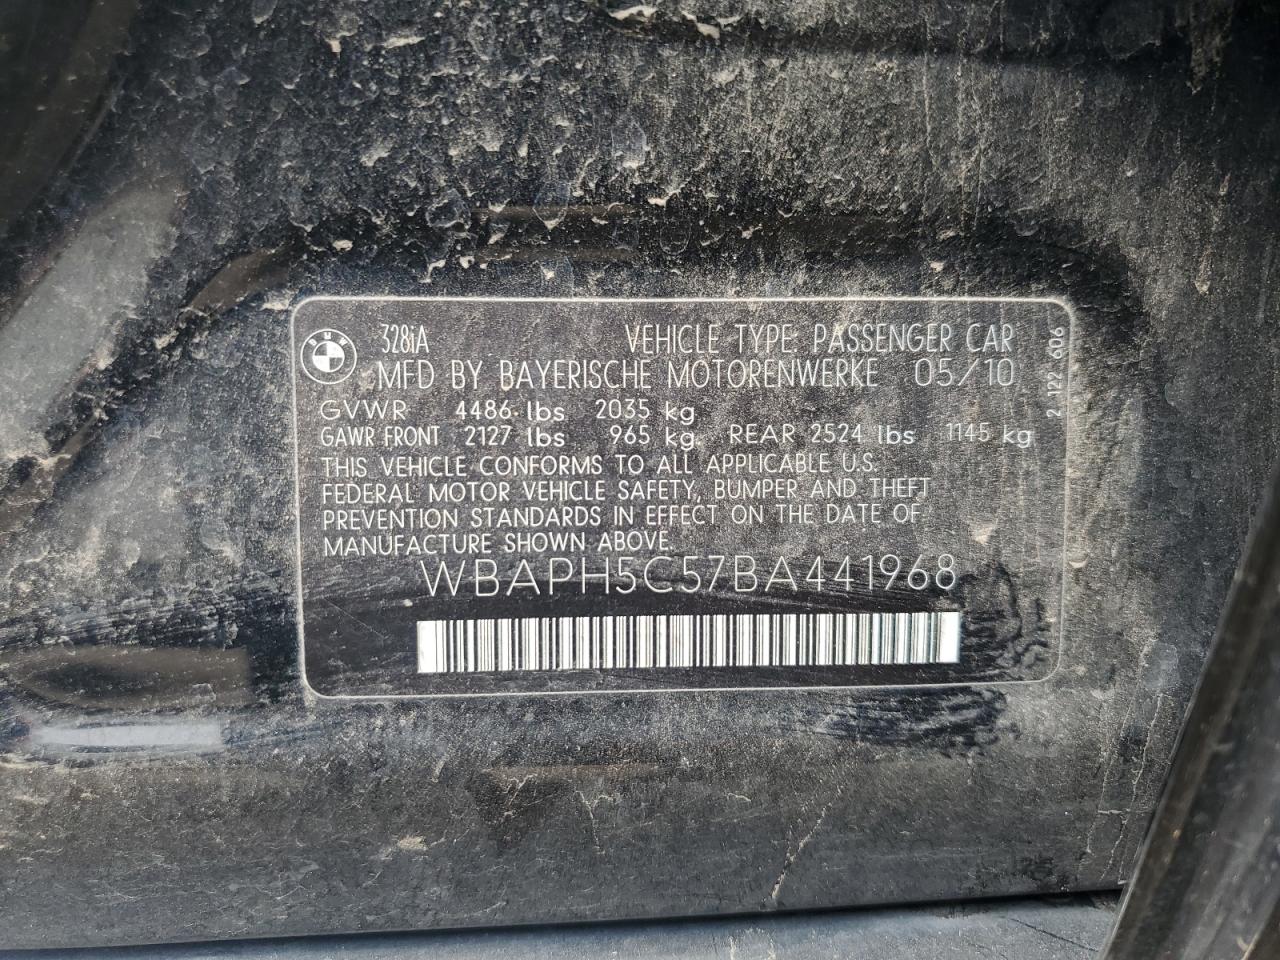 BMW 328iA VEHICLE TYPE: PASSENGER CAR
MFD BY BAYERISCHE MOTORENWERKE 05/10
GVWR 4486 lbs 2035 kg
GAWR FRONT 2127 lbs 965 kg. REAR 2524 lbs 1145 kg
THIS VEHICLE CONFORMS TO ALL APPLICABLE U.S.
FEDERAL MOTOR VEHICLE SAFETY, BUMPER AND THEFT
PREVENTION STANDARDS IN EFFECT ON THE DATE OF
MANUFACTURE SHOWN ABOVE.
WBAPH5C57BA441968
2 122 606